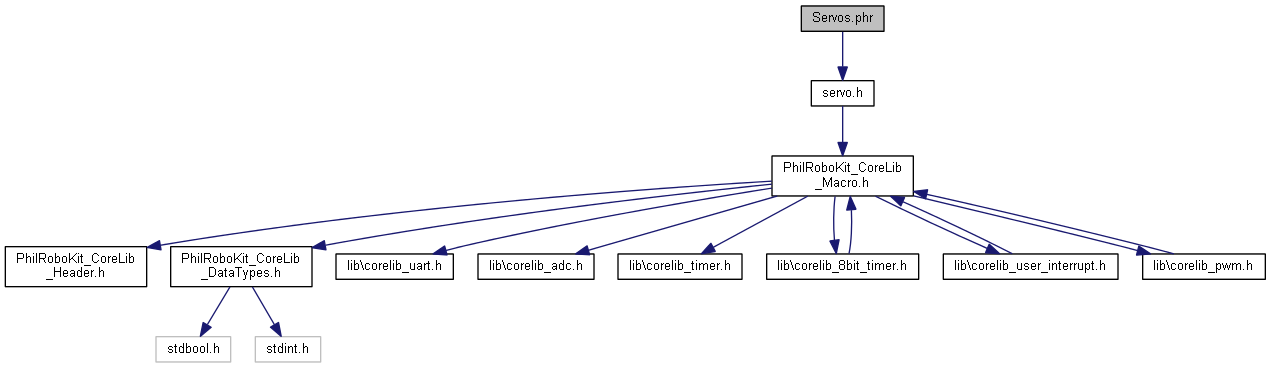 Servos.phr
servo.h
PhilRoboKit_CoreLib
_Macro.h
PhilRoboKit_CoreLib
_Header.h
PhilRoboKit_CoreLib
_DataTypes.h
lib\corelib_uart.h
lib\corelib_adc.h
lib\corelib_timer.h
lib\corelib_8bit_timer.h
lib\corelib_user_interrupt.h
lib\corelib_pwm.h
stdbool.h
stdint.h